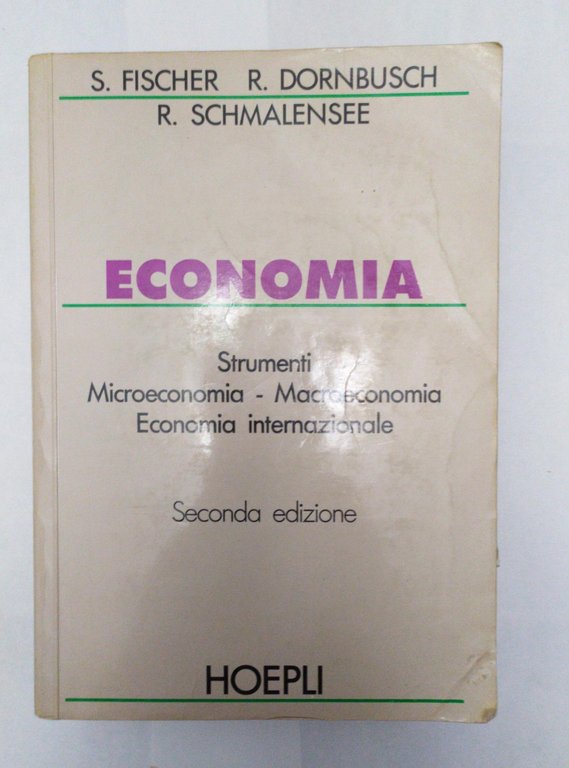 S. FISCHER R. DORNBUSCH
R. SCHMALENSEE
ECONOMIA
Strumenti
Microeconomia - Macroeconomia
Economia internazionale
Seconda edizione
HOEPLI